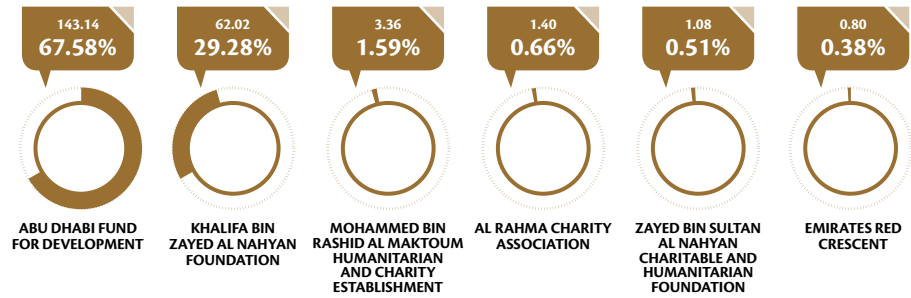 143.14
67.58%
ABU DHABI FUND
FOR DEVELOPMENT
62.02
29.28%
KHALIFA BIN
ZAYED AL NAHYAN
FOUNDATION
3.36
1.59%
MOHAMMED BIN
RASHID AL MAKTOUM
HUMANITARIAN
AND CHARITY
ESTABLISHMENT
1.40
0.66%
AL RAHMA CHARITY
ASSOCIATION
1.08
0.51%
ZAYED BIN SULTAN
AL NAHYAN
CHARITABLE AND
HUMANITARIAN
FOUNDATION
0.80
0.38%
EMIRATES RED
CRESCENT